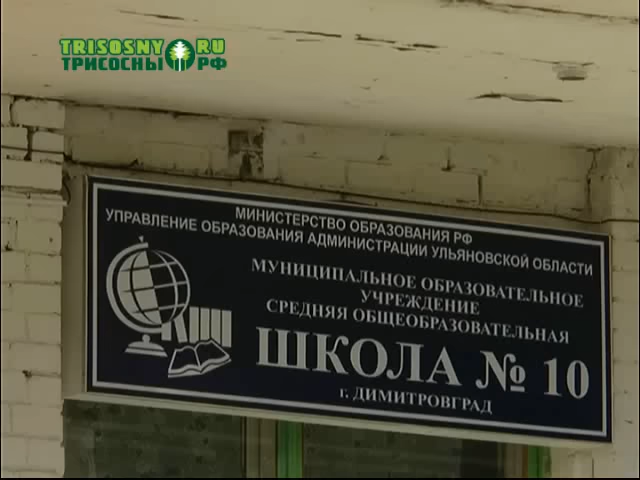 TRISOSNY.RU
ТРИСОСНЫ.РФ
МИНИСТЕРСТВО ОБРАЗОВАНИЯ РФ
УПРАВЛЕНИЕ ОБРАЗОВАНИЯ АДМИНИСТРАЦИИ УЛЬЯНОВСКОЙ ОБЛАСТИ
МУНИЦИПАЛЬНОЕ ОБРАЗОВАТЕЛЬНОЕ
УЧРЕЖДЕНИЕ
СРЕДНЯЯ ОБЩЕОБРАЗОВАТЕЛЬНАЯ
ШКОЛА № 10
г. ДИМИТРОВГРАД